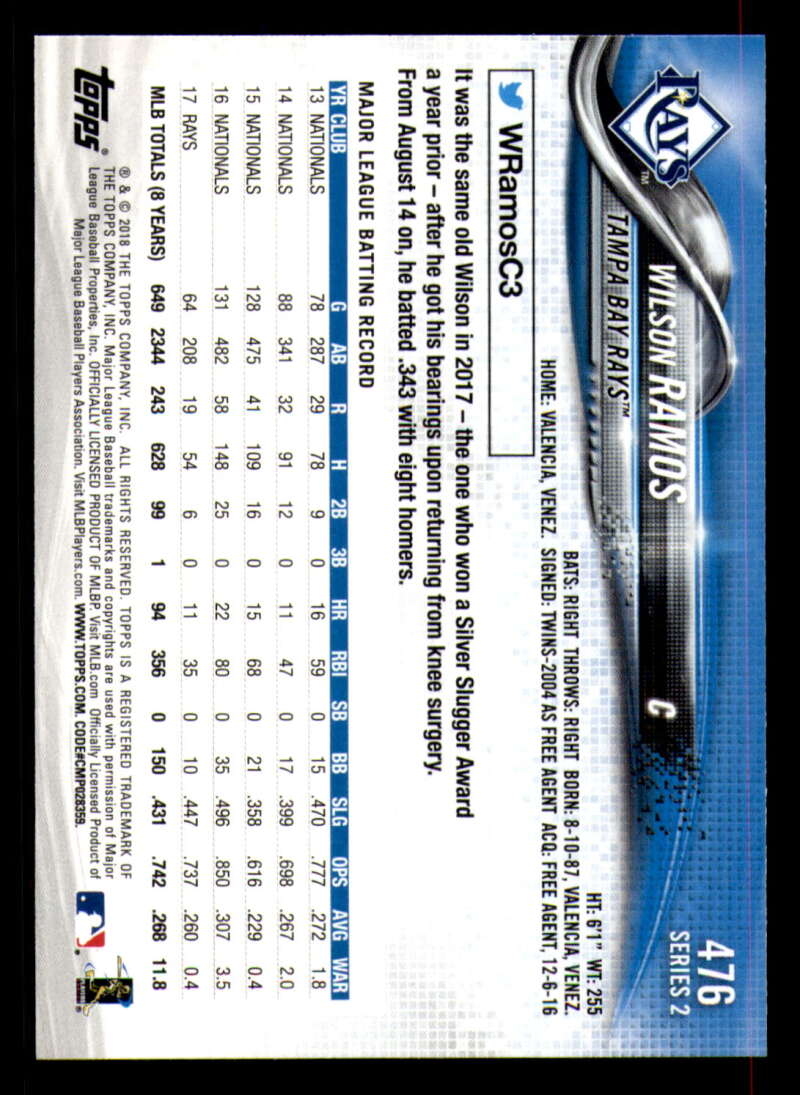 476
SERIES 2
RAYS™
WILSON RAMOS C
TAMPA BAY RAYS™
HT: 6'1" WT: 255
BATS: RIGHT THROWS: RIGHT BORN: 8-10-87, VALENCIA, VENEZ.
HOME: VALENCIA, VENEZ. SIGNED: TWINS-2004 AS FREE AGENT ACQ: FREE AGENT, 12-6-16
WRamosC3
It was the same old Wilson in 2017 – the one who won a Silver Slugger Award
a year prior – after he got his bearings upon returning from knee surgery.
From August 14 on, he batted .343 with eight homers.
MAJOR LEAGUE BATTING RECORD
YR CLUB G AB R H 2B 3B HR RBI SB BB SLG OPS AVG WAR
13 NATIONALS 78 287 29 78 9 0 16 59 0 15 .470 .777 .272 1.8
14 NATIONALS 88 341 32 91 12 0 11 47 0 17 .399 .698 .267 2.0
15 NATIONALS 128 475 41 109 16 0 15 68 0 21 .358 .616 .229 0.4
16 NATIONALS 131 482 58 148 25 0 22 80 0 35 .496 .850 .307 3.5
17 RAYS 64 208 19 54 6 0 11 35 0 10 .447 .737 .260 0.4
MLB TOTALS (8 YEARS) 649 2344 243 628 99 1 94 356 0 150 .431 .742 .268 11.8
topps®
® & © 2018 THE TOPPS COMPANY, INC. ALL RIGHTS RESERVED. TOPPS IS A REGISTERED TRADEMARK OF
THE TOPPS COMPANY, INC. Major League Baseball trademarks and copyrights are used with permission of Major
League Baseball Properties, Inc. OFFICIALLY LICENSED PRODUCT OF MLBP. Visit MLB.com Officially Licensed Product of
Major League Baseball Players Association. Visit MLBPlayers.com. WWW.TOPPS.COM. CODE#CMP028359.